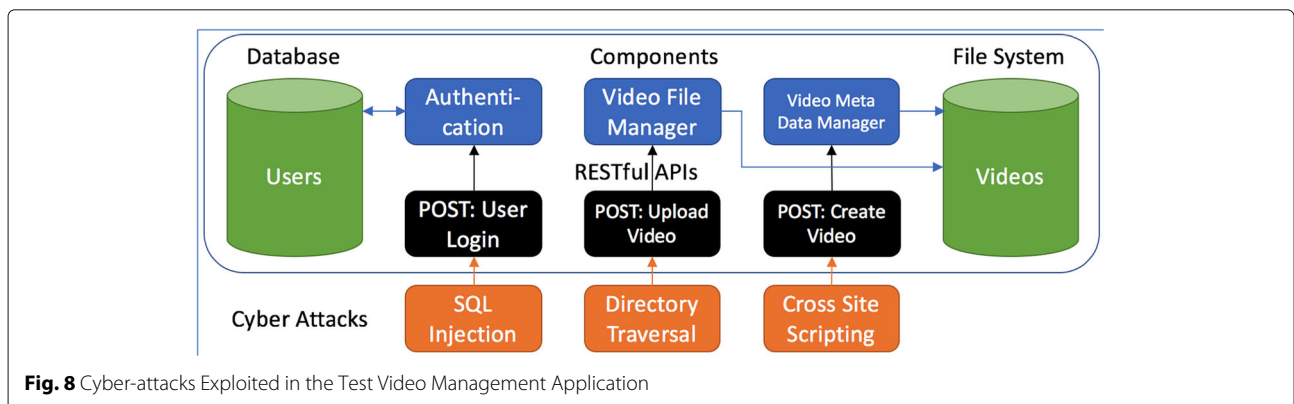 Database
Components
File System
Authenti-
cation
Video File
Manager
Video Meta
Data Manager
Users
RESTful APIs
Videos
POST: User
Login
POST: Upload
Video
POST: Create
Video
Cyber Attacks
SQL
Injection
Directory
Traversal
Cross Site
Scripting
Fig. 8 Cyber-attacks Exploited in the Test Video Management Application